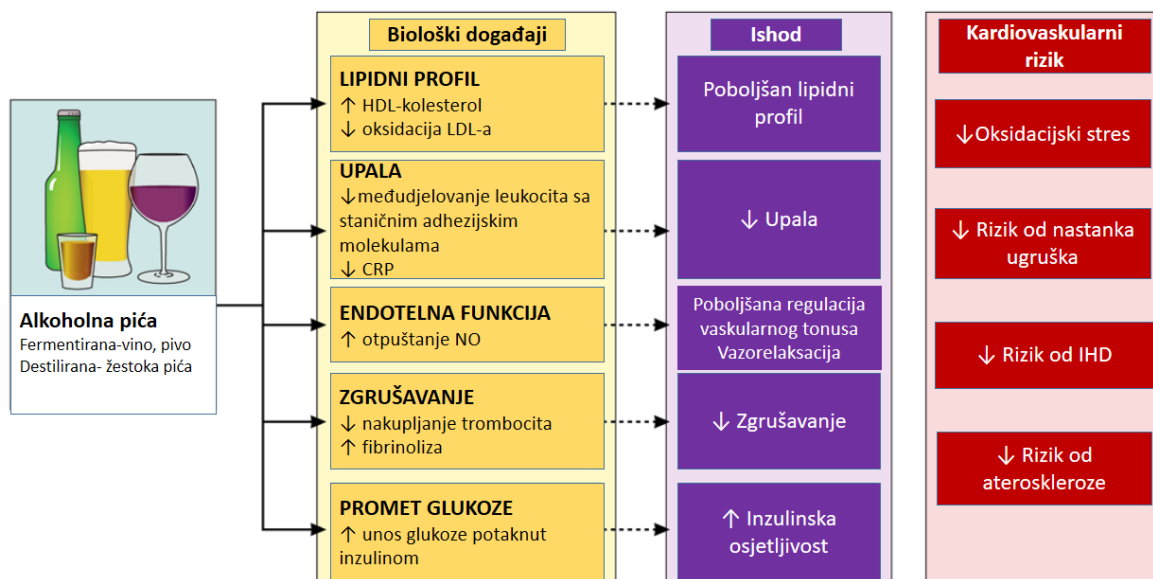 Alkoholna pića
Fermentirana-vino, pivo
Destilirana- žestoka pića
Biološki događaji
LIPIDNI PROFIL
↑ HDL-kolesterol
↓ oksidacija LDL-a
UPALA
↓međudjelovanje leukocita sa
staničnim adhezijskim
molekulama
↓ CRP
ENDOTELNA FUNKCIJA
↑ otpuštanje NO
ZGRUŠAVANJE
↓ nakupljanje trombocita
↑ fibrinoliza
PROMET GLUKOZE
↑ unos glukoze potaknut
inzulinom
Ishod
Poboljšan lipidni
profil
↓ Upala
Poboljšana regulacija
vaskularnog tonusa
Vazorelaksacija
↓ Zgrušavanje
↑ Inzulinska
osjetljivost
Kardiovaskularni
rizik
↓Oksidacijski stres
↓ Rizik od nastanka
ugruška
↓ Rizik od IHD
↓ Rizik od
ateroskleroze